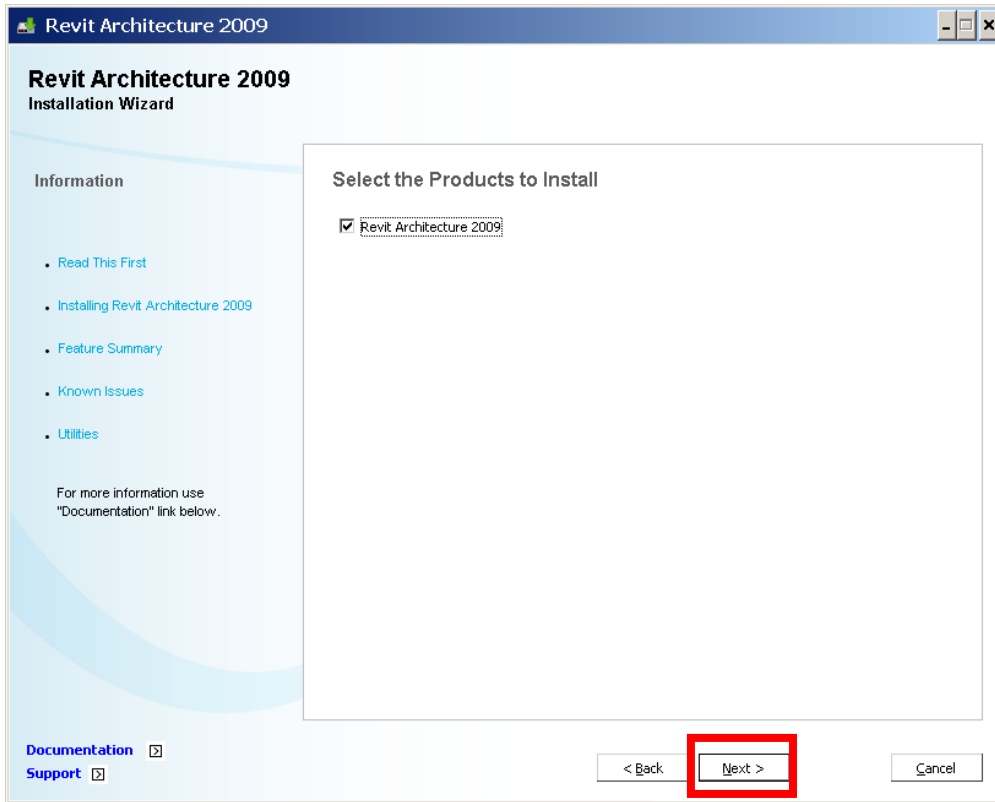 Revit Architecture 2009
Revit Architecture 2009
Installation Wizard
Information
Read This First
Installing Revit Architecture 2009
Feature Summary
Known Issues
Utilities
For more information use
"Documentation" link below.
Select the Products to Install
Revit Architecture 2009
Documentation
Support
< Back
Next >
Cancel